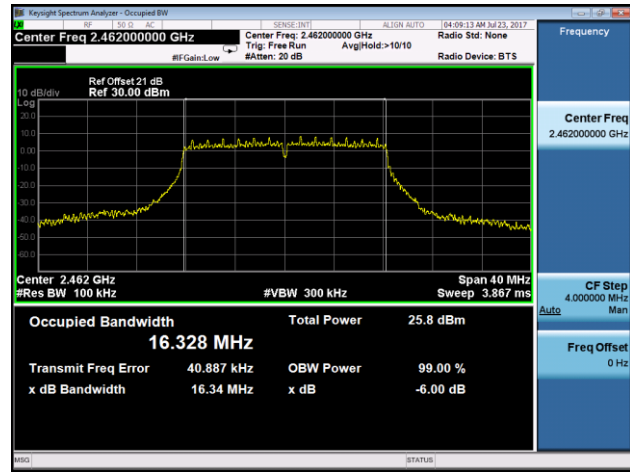 Keysight Spectrum Analyzer - Occupied BW
RF 50 Ω AC SENSE:INT ALIGN AUTO 04:09:13 AM Jul 23, 2017
Center Freq 2.462000000 GHz Center Freq: 2.462000000 GHz Radio Std: None Frequency
Trig: Free Run Avg|Hold:>10/10
#IFGain:Low #Atten: 20 dB Radio Device: BTS
Ref Offset 21 dB
10 dB/div Ref 30.00 dBm
Log
20.0
10.0
0.00
-10.0
-20.0
-30.0
-40.0
-50.0
-60.0
Center Freq
2.462000000 GHz
Center 2.462 GHz Span 40 MHz
#Res BW 100 kHz #VBW 300 kHz Sweep 3.867 ms
CF Step
4.000000 MHz
Auto Man
Occupied Bandwidth Total Power 25.8 dBm
16.328 MHz
Transmit Freq Error 40.887 kHz OBW Power 99.00 %
x dB Bandwidth 16.34 MHz x dB -6.00 dB
Freq Offset
0 Hz
MSG STATUS